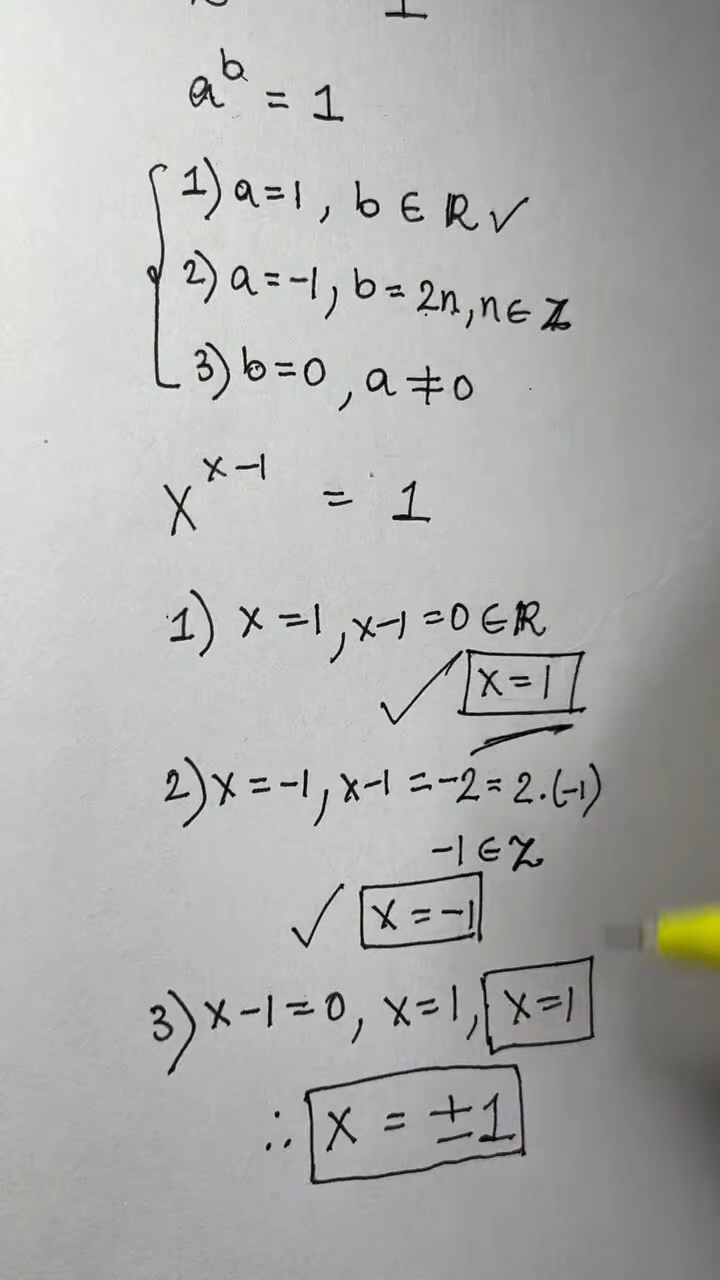 a^b = 1
1) a=1, b ∈ ℝ ✓
2) a=-1, b=2n, n∈ℤ
3) b=0, a≠0
x^(x-1) = 1
1) x=1, x-1=0∈ℝ
✓ x=1
2) x=-1, x-1=-2=2·(-1)
-1∈ℤ
✓ x=-1
3) x-1=0, x=1, x=1
∴ x=±1